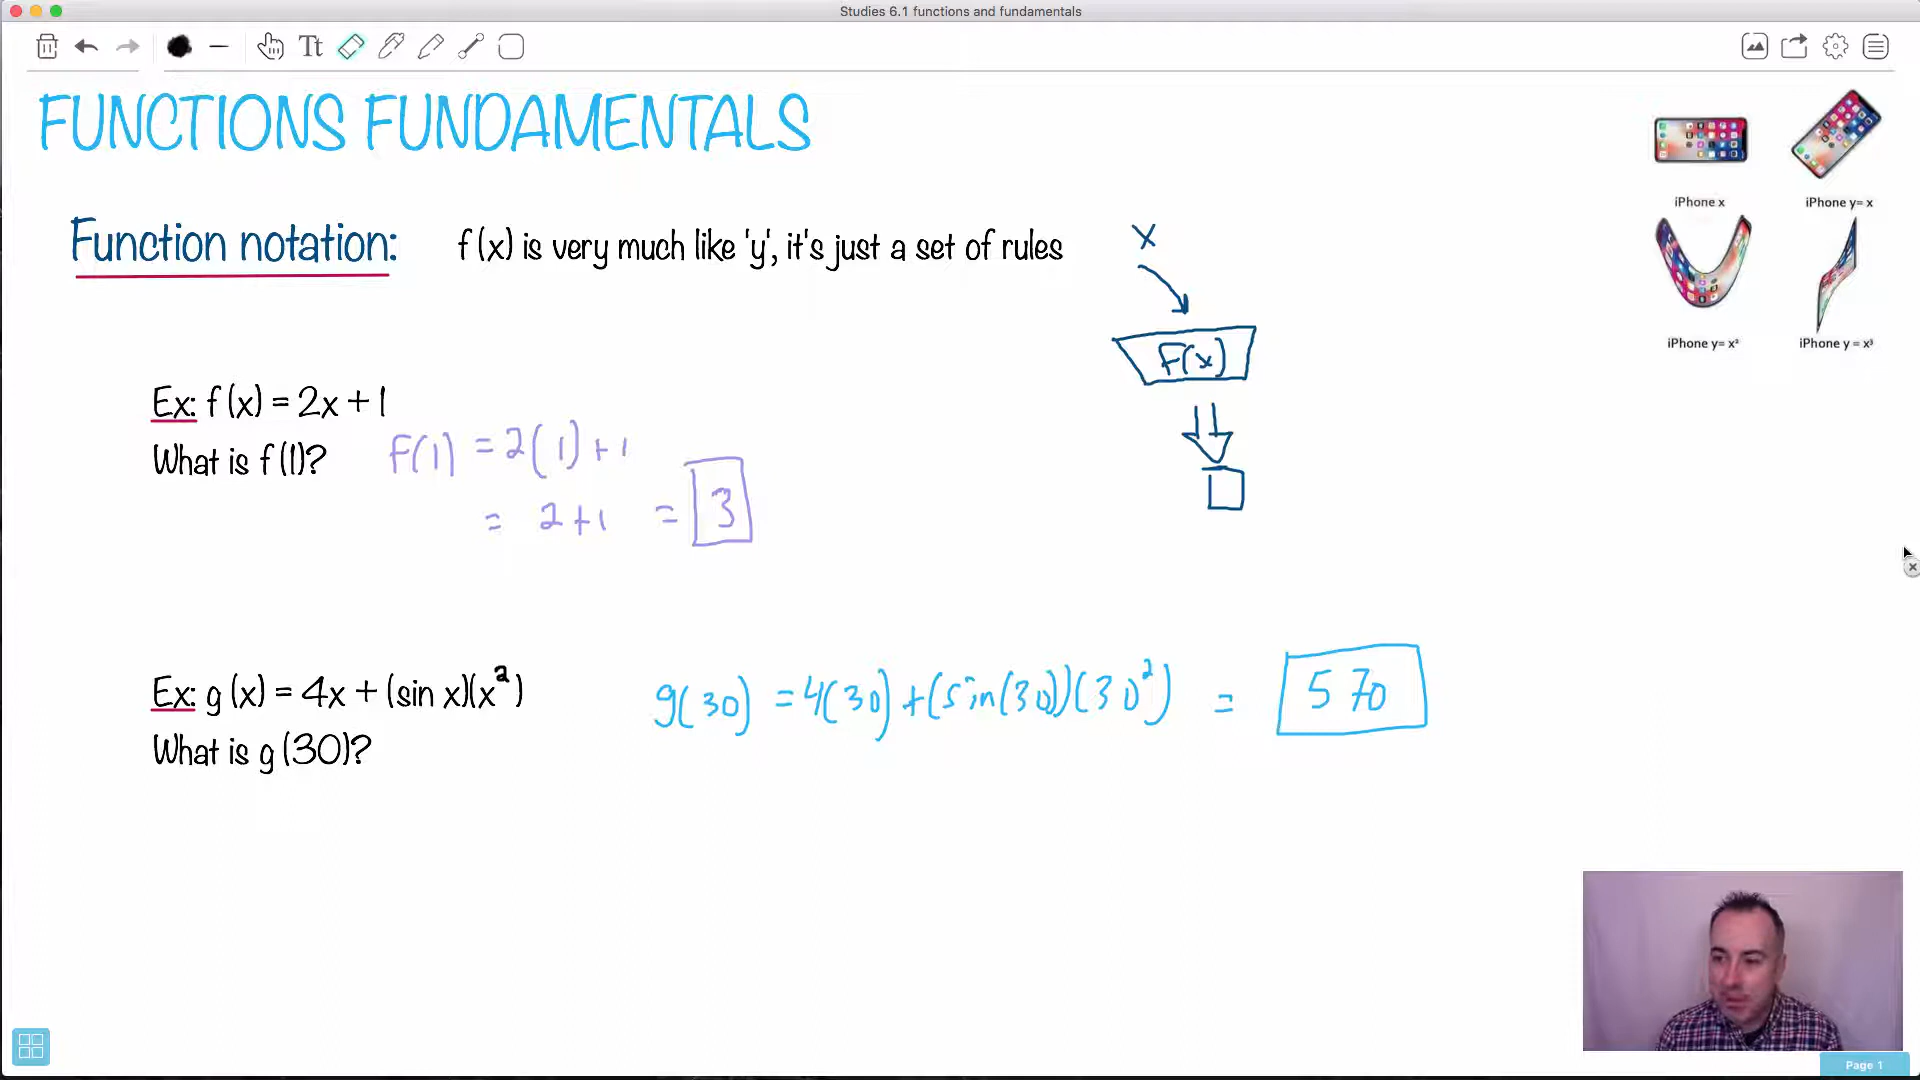 Studies 6.1 functions and fundamentals
Tt
FUNCTIONS FUNDAMENTALS
iPhone x
iPhone y= x
Function notation:
f (x) is very much like 'y', it's just a set of rules
x
F(x)
iPhone y= x²
iPhone y = x³
Ex: f (x) = 2x + 1
What is f (1)?
F(1) = 2(1)+1
= 2+1 = 3
Ex: g (x) = 4x + (sin x)(x²)
What is g (30)?
g(30) = 4(30)+(sin(30))(30²) = 570
Page 1